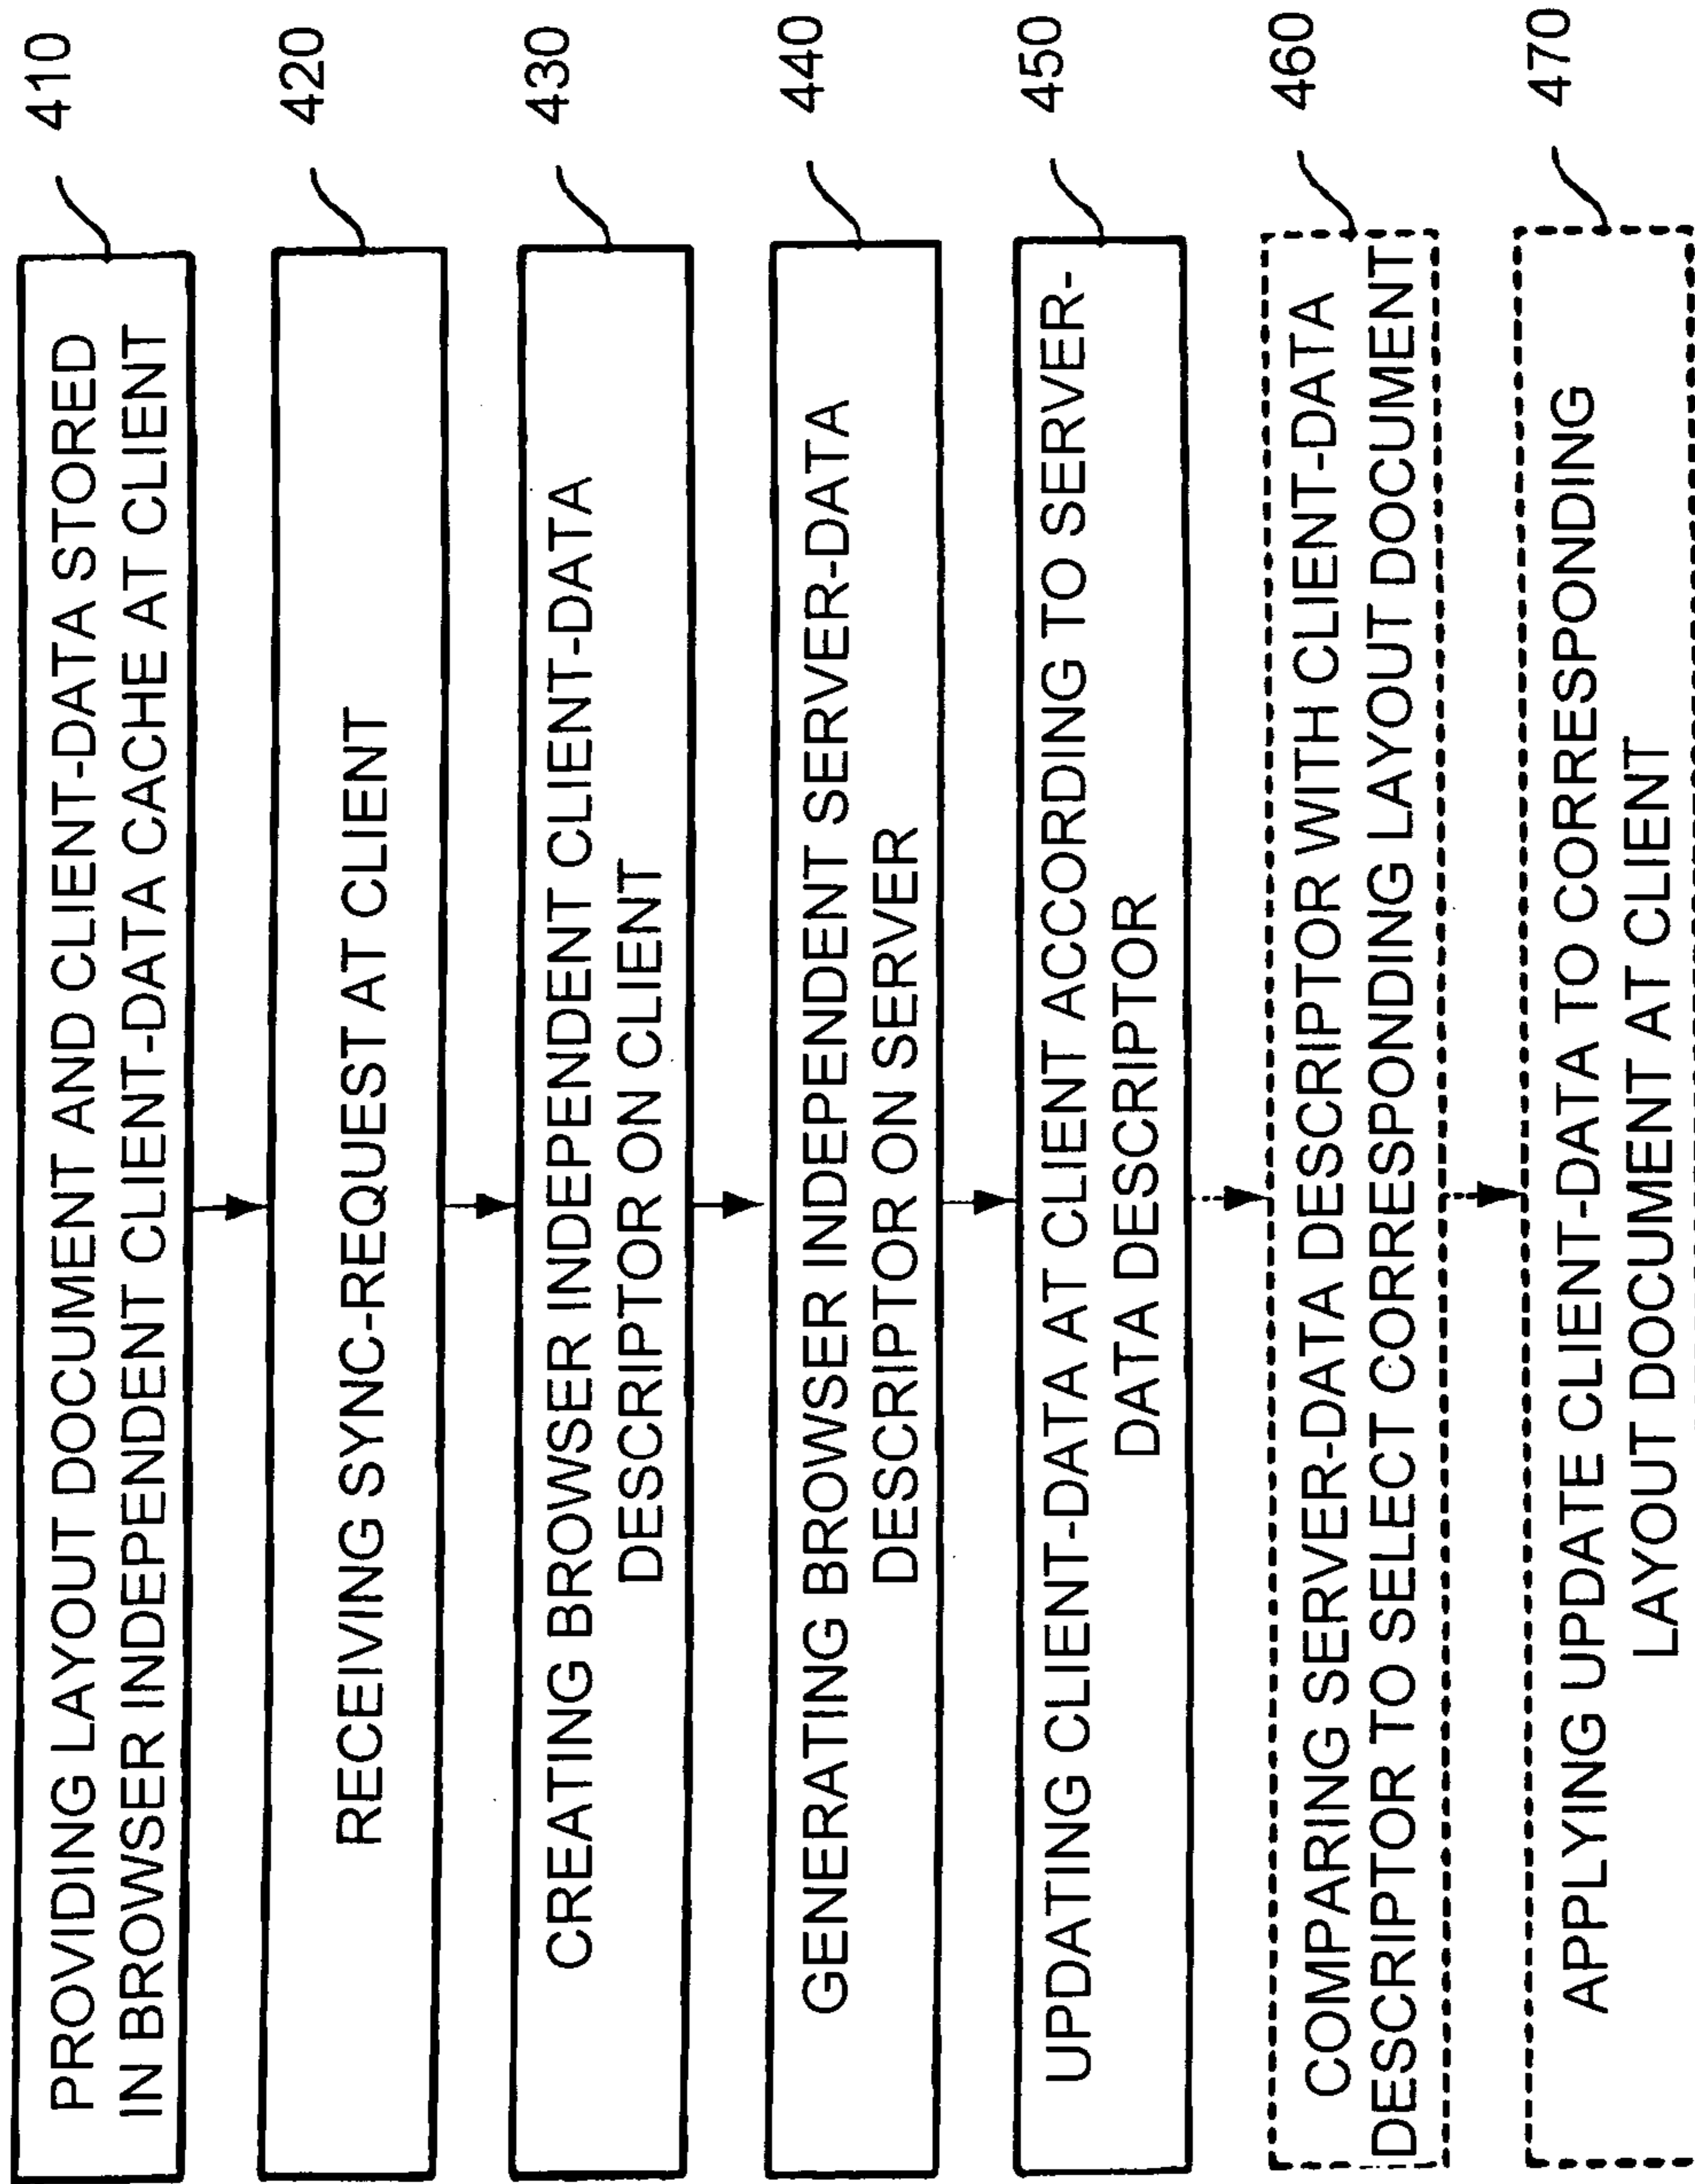 PROVIDING LAYOUT DOCUMENT AND CLIENT-DATA STORED
IN BROWSER INDEPENDENT CLIENT-DATA CACHE AT CLIENT
410
RECEIVING SYNC-REQUEST AT CLIENT
420
CREATING BROWSER INDEPENDENT CLIENT-DATA
DESCRIPTOR ON CLIENT
430
GENERATING BROWSER INDEPENDENT SERVER-DATA
DESCRIPTOR ON SERVER
440
UPDATING CLIENT-DATA AT CLIENT ACCORDING TO SERVER-
DATA DESCRIPTOR
450
COMPARING SERVER-DATA DESCRIPTOR WITH CLIENT-DATA
DESCRIPTOR TO SELECT CORRESPONDING LAYOUT DOCUMENT
460
APPLYING UPDATE CLIENT-DATA TO CORRESPONDING
LAYOUT DOCUMENT AT CLIENT
470